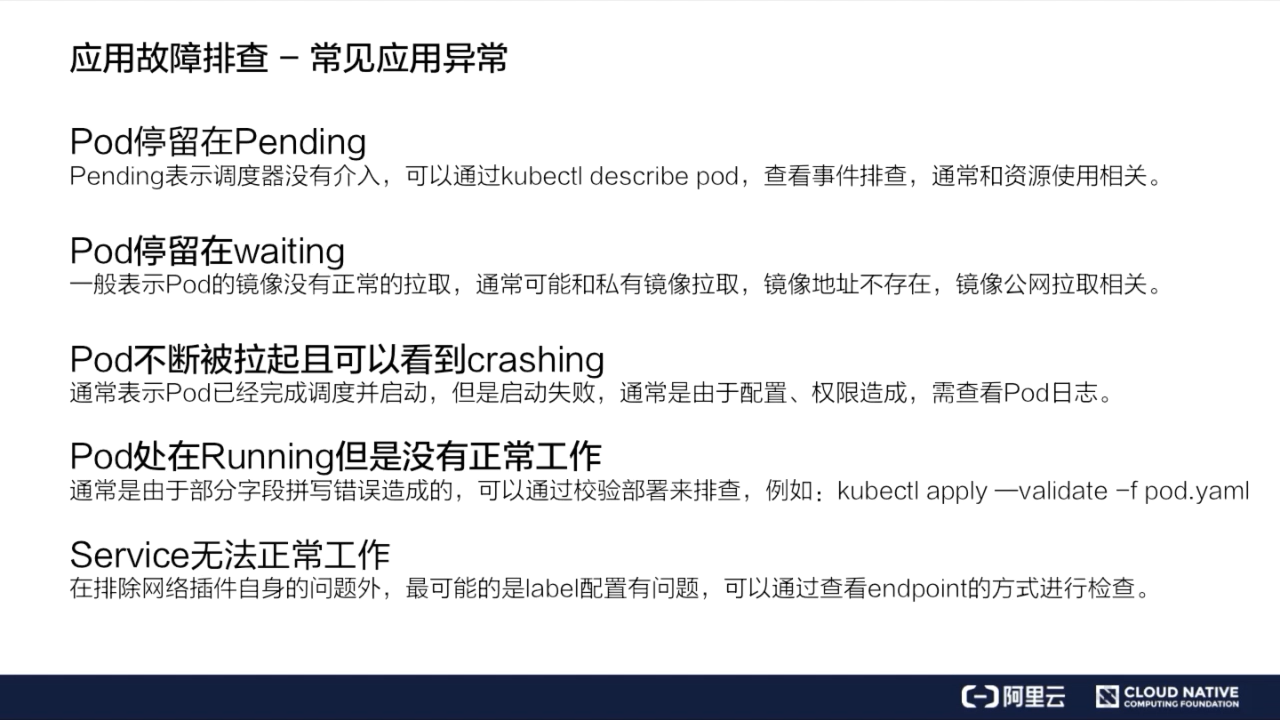 应用故障排查 – 常见应用异常
Pod停留在Pending
Pending表示调度器没有介入，可以通过kubectl describe pod，查看事件排查，通常和资源使用相关。
Pod停留在waiting
一般表示Pod的镜像没有正常的拉取，通常可能和私有镜像拉取，镜像地址不存在，镜像公网拉取相关。
Pod不断被拉起且可以看到crashing
通常表示Pod已经完成调度并启动，但是启动失败，通常是由于配置、权限造成，需查看Pod日志。
Pod处在Running但是没有正常工作
通常是由于部分字段拼写错误造成的，可以通过校验部署来排查，例如：kubectl apply —validate –f pod.yaml
Service无法正常工作
在排除网络插件自身的问题外，最可能的是label配置有问题，可以通过查看endpoint的方式进行检查。
阿里云
CLOUD NATIVE
COMPUTING FOUNDATION